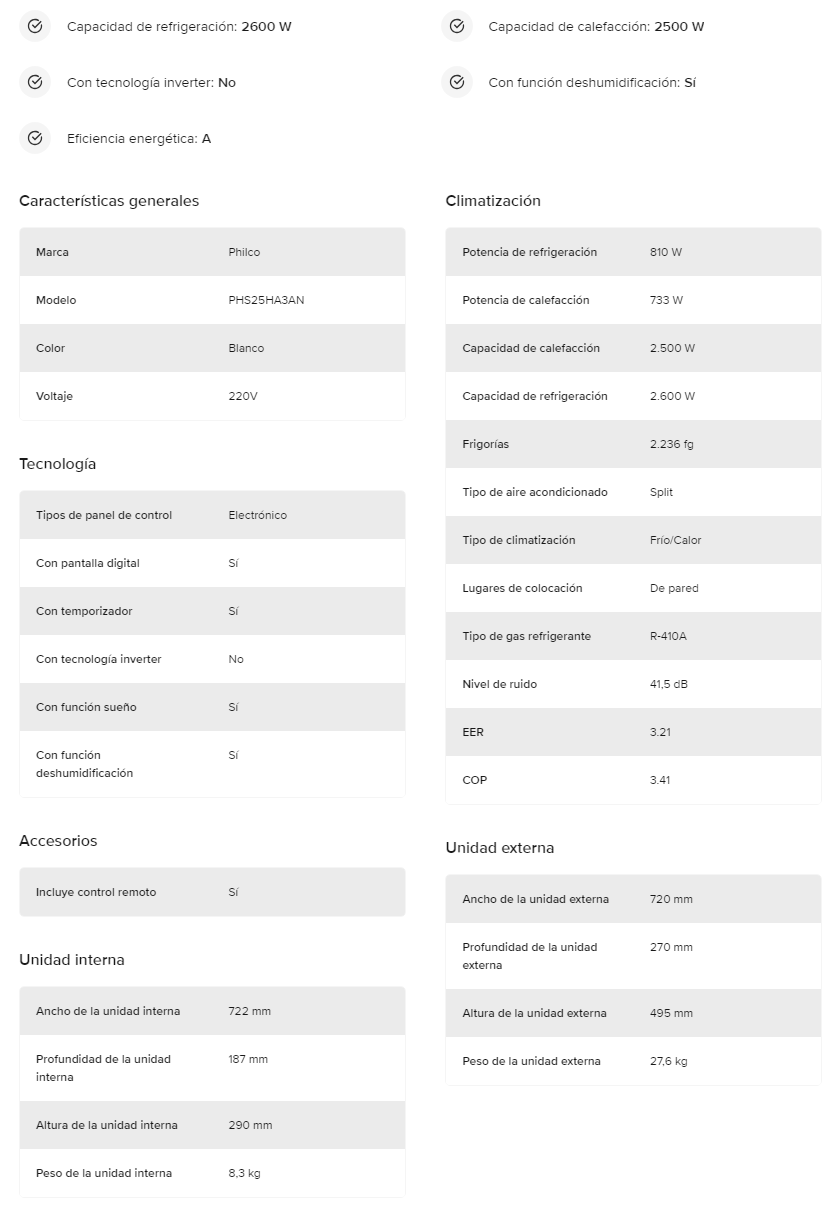 Capacidad de refrigeración: 2600 W
Capacidad de calefacción: 2500 W
Con tecnología inverter: No
Con función deshumidificación: Sí
Eficiencia energética: A
Características generales
Marca Philco
Modelo PHS25HA3AN
Color Blanco
Voltaje 220V
Tecnología
Tipos de panel de control Electrónico
Con pantalla digital Sí
Con temporizador Sí
Con tecnología inverter No
Con función sueño Sí
Con función Sí
deshumidificación
Accesorios
Incluye control remoto Sí
Unidad interna
Ancho de la unidad interna 722 mm
Profundidad de la unidad 187 mm
interna
Altura de la unidad interna 290 mm
Peso de la unidad interna 8,3 kg
Climatización
Potencia de refrigeración 810 W
Potencia de calefacción 733 W
Capacidad de calefacción 2.500 W
Capacidad de refrigeración 2.600 W
Frigorías 2.236 fg
Tipo de aire acondicionado Split
Tipo de climatización Frío/Calor
Lugares de colocación De pared
Tipo de gas refrigerante R-410A
Nivel de ruido 41,5 dB
EER 3.21
COP 3.41
Unidad externa
Ancho de la unidad externa 720 mm
Profundidad de la unidad 270 mm
externa
Altura de la unidad externa 495 mm
Peso de la unidad externa 27,6 kg